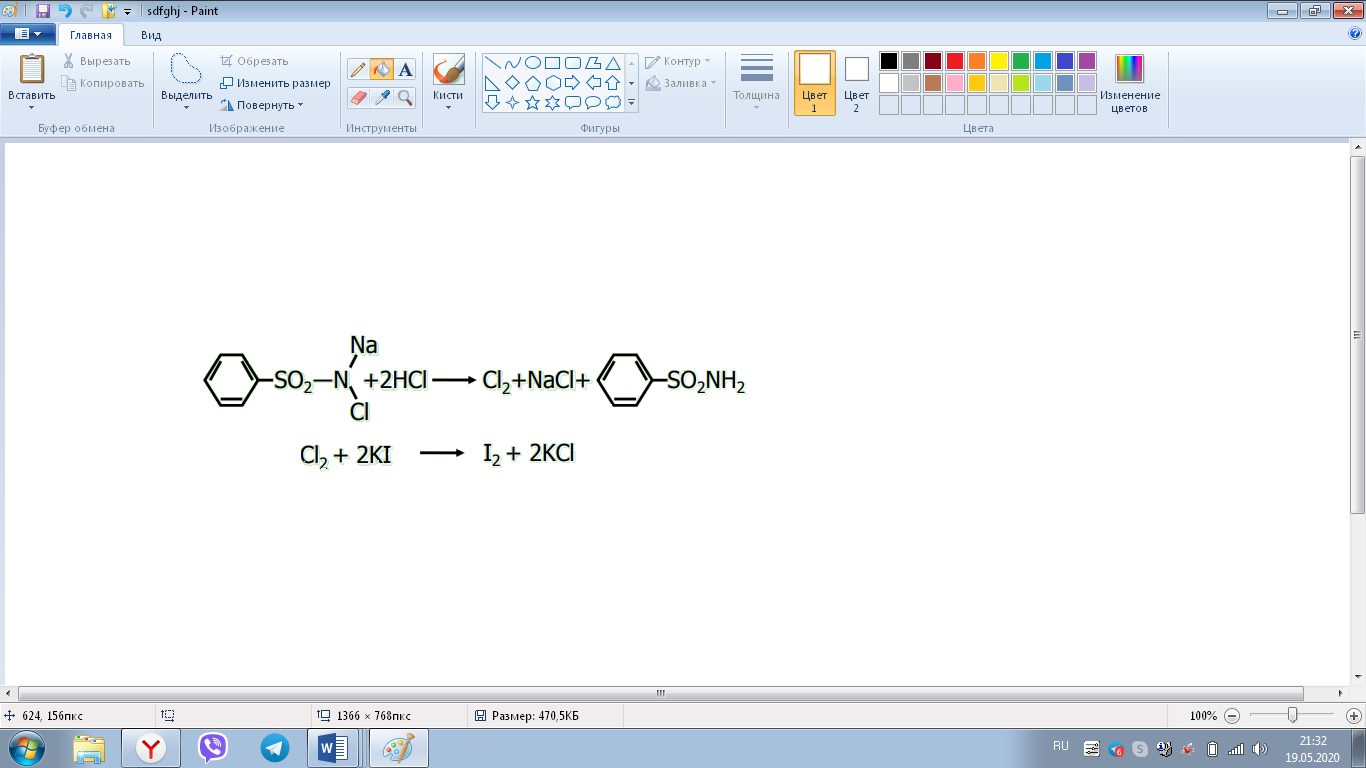 sdfghj - Paint
Главная Вид
Вставить
Вырезать
Копировать
Буфер обмена
Выделить
Обрезать
Изменить размер
Повернуть
Изображение
A
Инструменты
Кисти
Контур
Заливка
Фигуры
Толщина
Цвет 1
Цвет 2
Изменение цветов
Цвета
Na
SO₂—N +2HCl → Cl₂+NaCl+ SO₂NH₂
Cl
Cl₂ + 2KI → I₂ + 2KCl
624, 156пкс 1366 × 768пкс Размер: 470,5КБ 100%
RU 21:32
19.05.2020